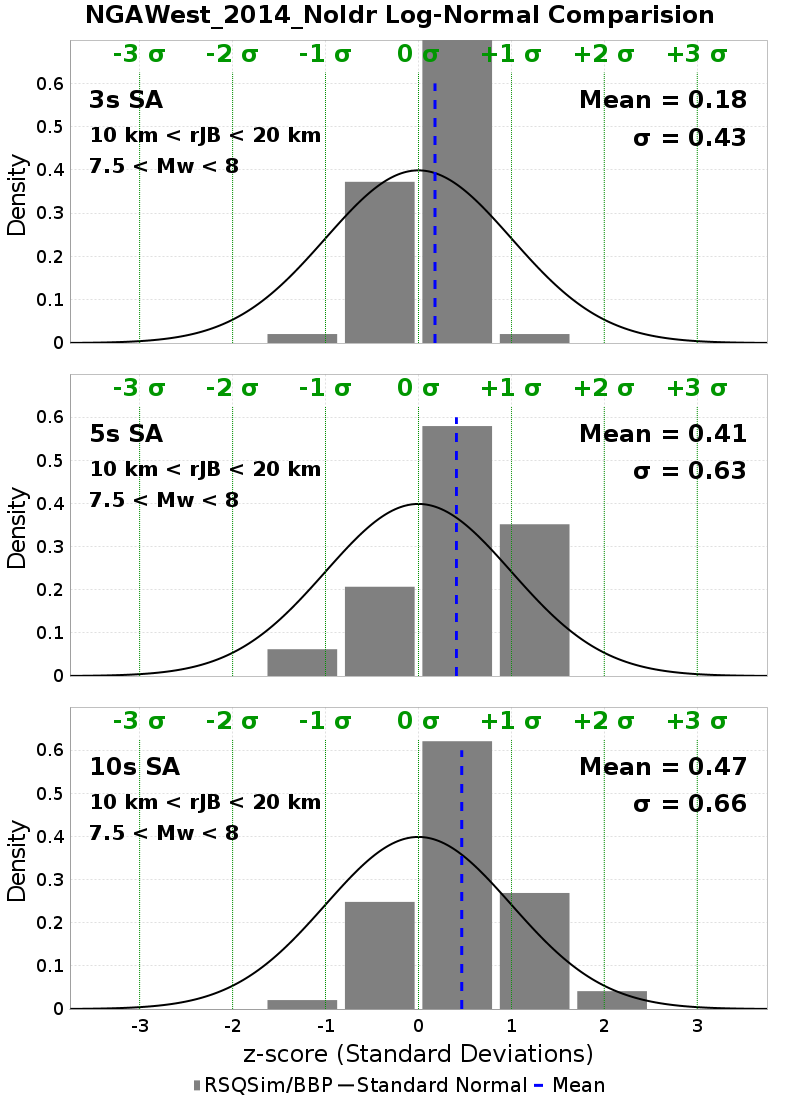 NGAWest_2014_NoIdr Log-Normal Comparision
-3 σ -2 σ -1 σ 0 σ +1 σ +2 σ +3 σ
0.6
3s SA Mean = 0.18
0.5
10 km < rJB < 20 km σ = 0.43
0.4
7.5 < Mw < 8
Density
0.3
0.2
0.1
0
-3 σ -2 σ -1 σ 0 σ +1 σ +2 σ +3 σ
0.6
5s SA Mean = 0.41
0.5
10 km < rJB < 20 km σ = 0.63
0.4
7.5 < Mw < 8
Density
0.3
0.2
0.1
0
-3 σ -2 σ -1 σ 0 σ +1 σ +2 σ +3 σ
0.6
10s SA Mean = 0.47
0.5
10 km < rJB < 20 km σ = 0.66
0.4
7.5 < Mw < 8
Density
0.3
0.2
0.1
0
-3 -2 -1 0 1 2 3
z-score (Standard Deviations)
RSQSim/BBP Standard Normal Mean